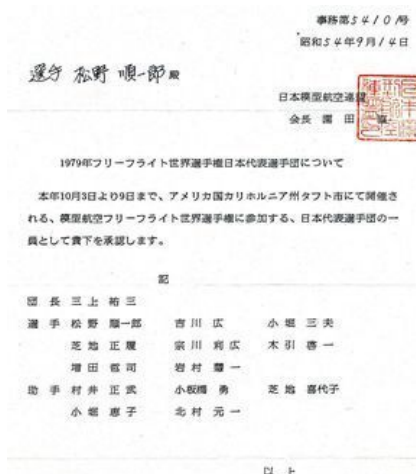 事務第5410号
昭和54年9月14日
選手 松野 順一郎 殿
日本模型航空連盟
会長
1979年フリーフライト世界選手権日本代表選手団について
本年10月3日より9日まで、アメリカ国カリホルニア州タフト市にて開催さ
れる、模型航空フリーフライト世界選手権に参加する、日本代表選手団の一
員として貴下を承認します。
記
団 長 三上 祐三
選 手 松野 順一郎 吉川 広 小堀 三夫
芝地 正履 宗川 利広 木引 啓一
増田 哲司 岩村 一
助 手 村井 正武 小板橋 勇 芝地 喜代子
小堀 恵子 北村 元一
以 上